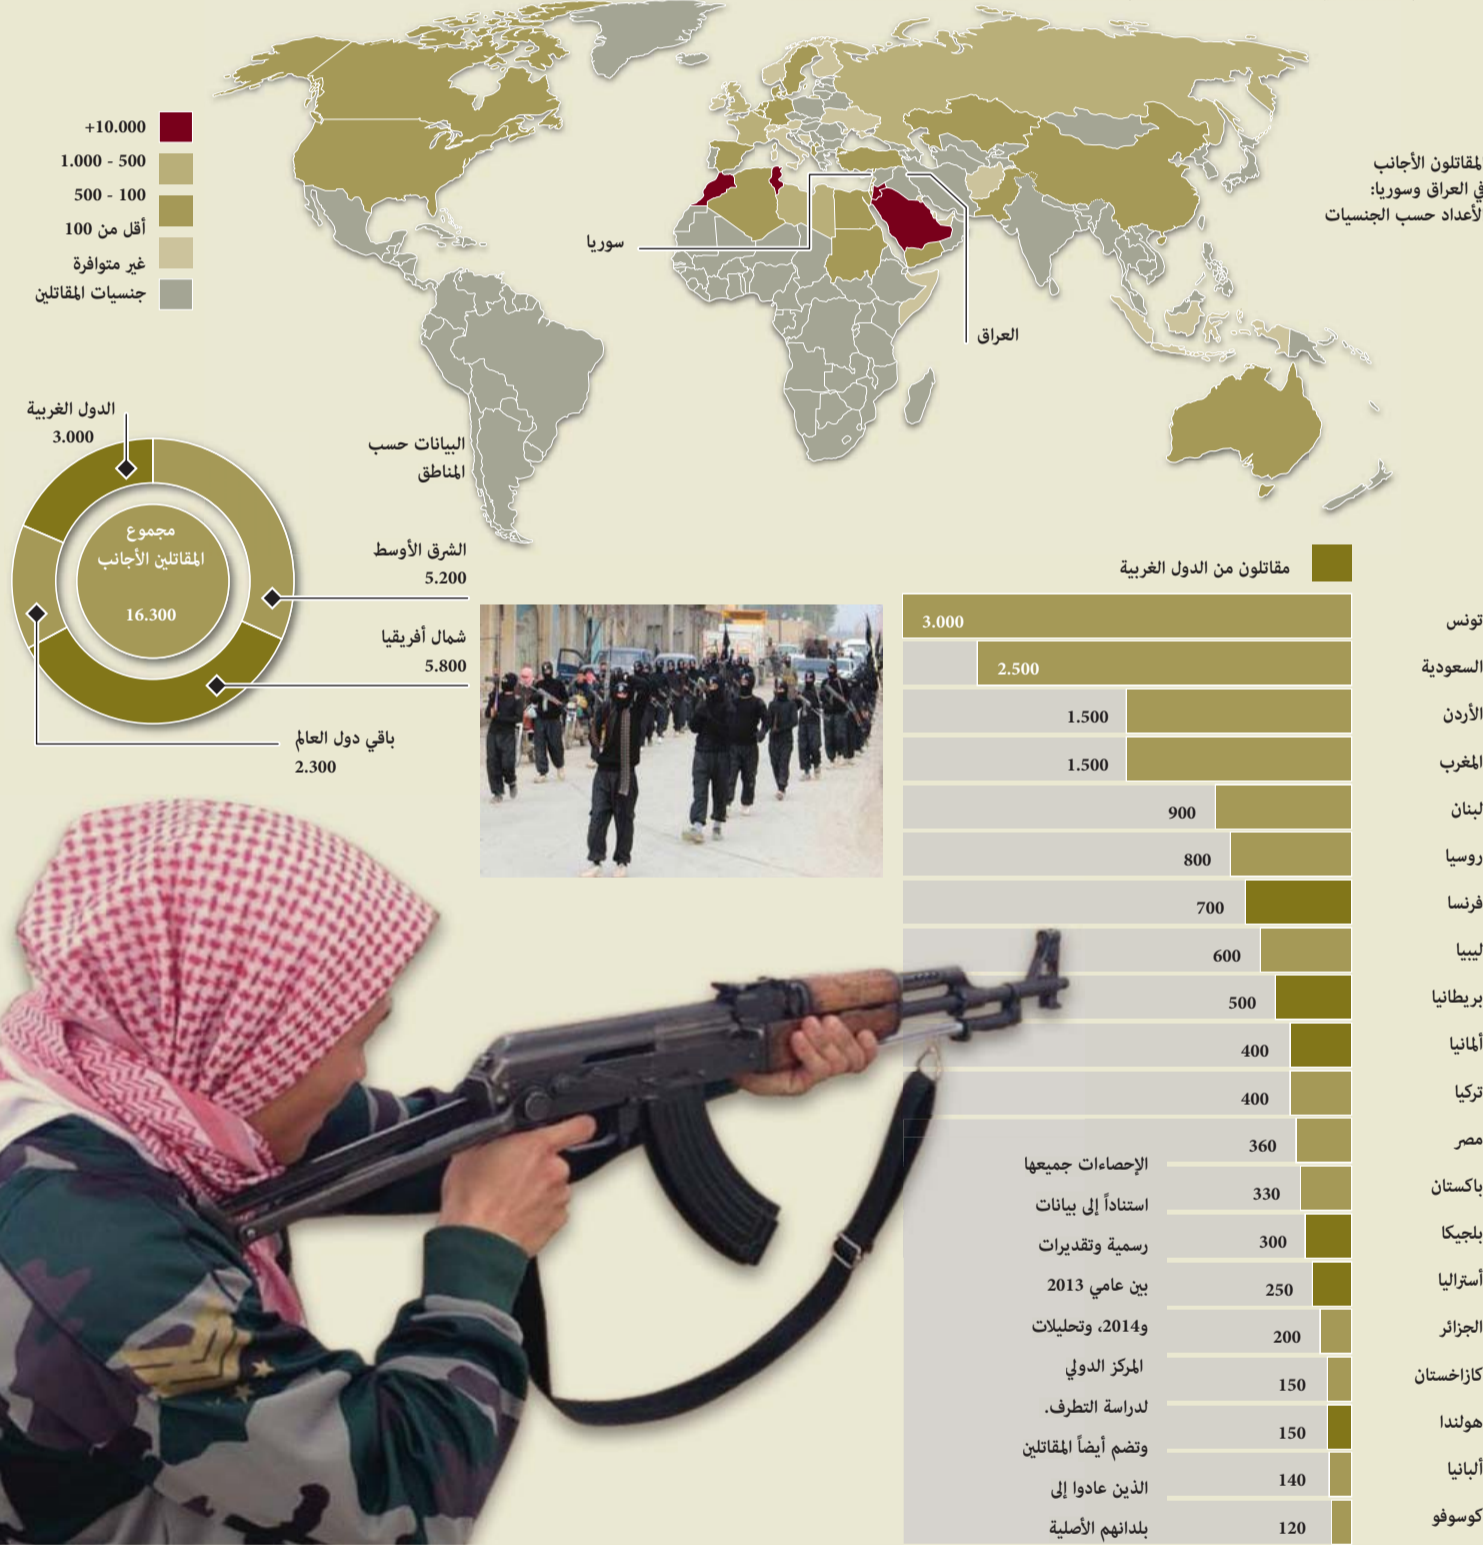 لمقاتلون الأجانب
في العراق وسوريا:
لأعداد حسب الجنسيات
+10.000
1.000 - 500
500 - 100
أقل من 100
غير متوافرة
جنسيات المقاتلين
سوريا
العراق
البيانات حسب
المناطق
الدول الغربية
3.000
مجموع
المقاتلين الأجانب
16.300
الشرق الأوسط
5.200
شمال أفريقيا
5.800
باقي دول العالم
2.300
مقاتلون من الدول الغربية
تونس 3.000
السعودية 2.500
الأردن 1.500
المغرب 1.500
لبنان 900
روسيا 800
فرنسا 700
ليبيا 600
بريطانيا 500
ألمانيا 400
تركيا 400
مصر 360
باكستان 330
بلجيكا 300
أستراليا 250
الجزائر 200
كازاخستان 150
هولندا 150
ألبانيا 140
كوسوفو 120
الإحصاءات جميعها
استناداً إلى بيانات
رسمية وتقديرات
بين عامي 2013
و2014، وتحليلات
المركز الدولي
لدراسة التطرف.
وتضم أيضاً المقاتلين
الذين عادوا إلى
بلدانهم الأصلية